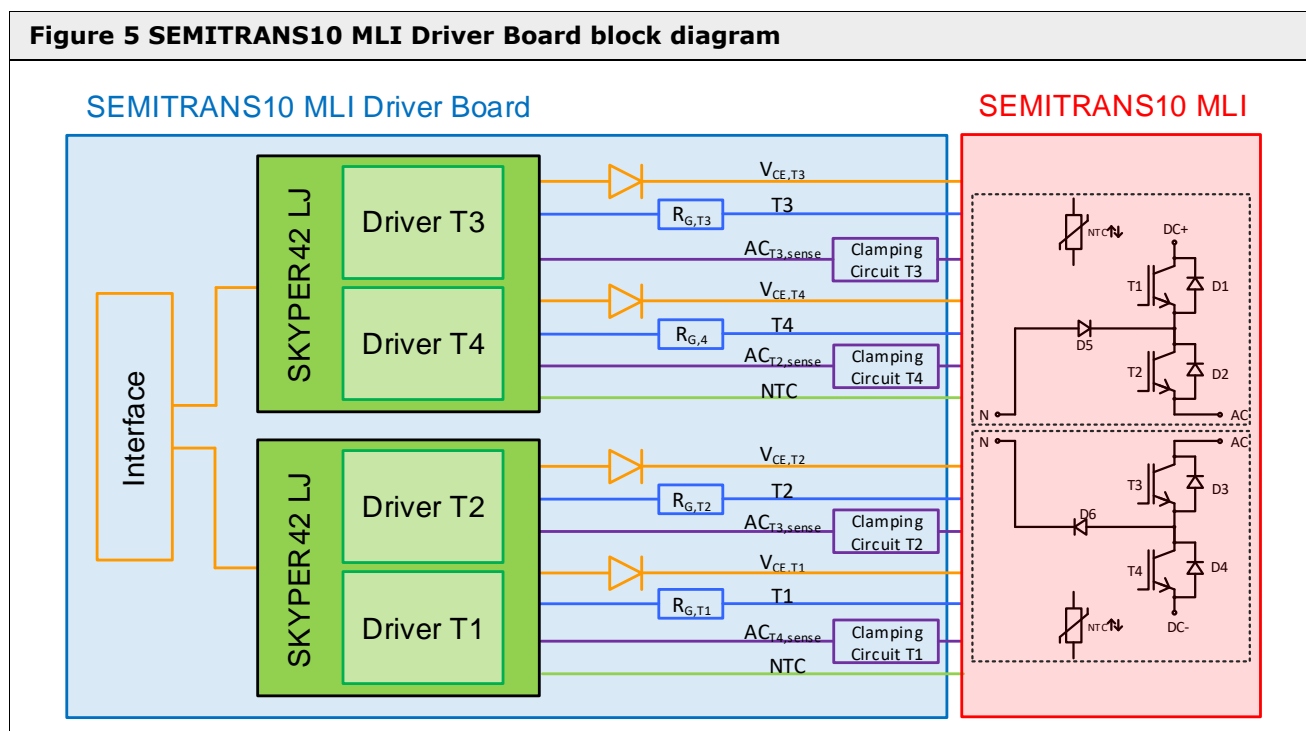 Figure 5 SEMITRANS10 MLI Driver Board block diagram
SEMITRANS10 MLI Driver Board
SEMITRANS10 MLI
Interface
SKYPER42 LJ
Driver T3
Driver T4
VCE,T3
RG,T3
T3
ACT3,sense
Clamping
Circuit T3
VCE,T4
RG,4
T4
ACT2,sense
Clamping
Circuit T4
NTC
SKYPER42 LJ
Driver T2
Driver T1
VCE,T2
RG,T2
T2
ACT3,sense
Clamping
Circuit T2
VCE,T1
RG,T1
T1
ACT4,sense
Clamping
Circuit T1
NTC
NTC
DC+
T1
D1
D5
T2
D2
N
AC
N
AC
T3
D3
D6
T4
D4
NTC
DC-